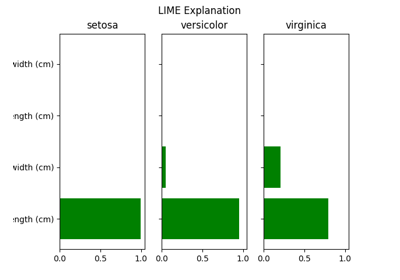 LIME Explanation
setosa versicolor virginica
width (cm)
ength (cm)
width (cm)
ength (cm)
0.0 0.5 1.0 0.0 0.5 1.0 0.0 0.5 1.0